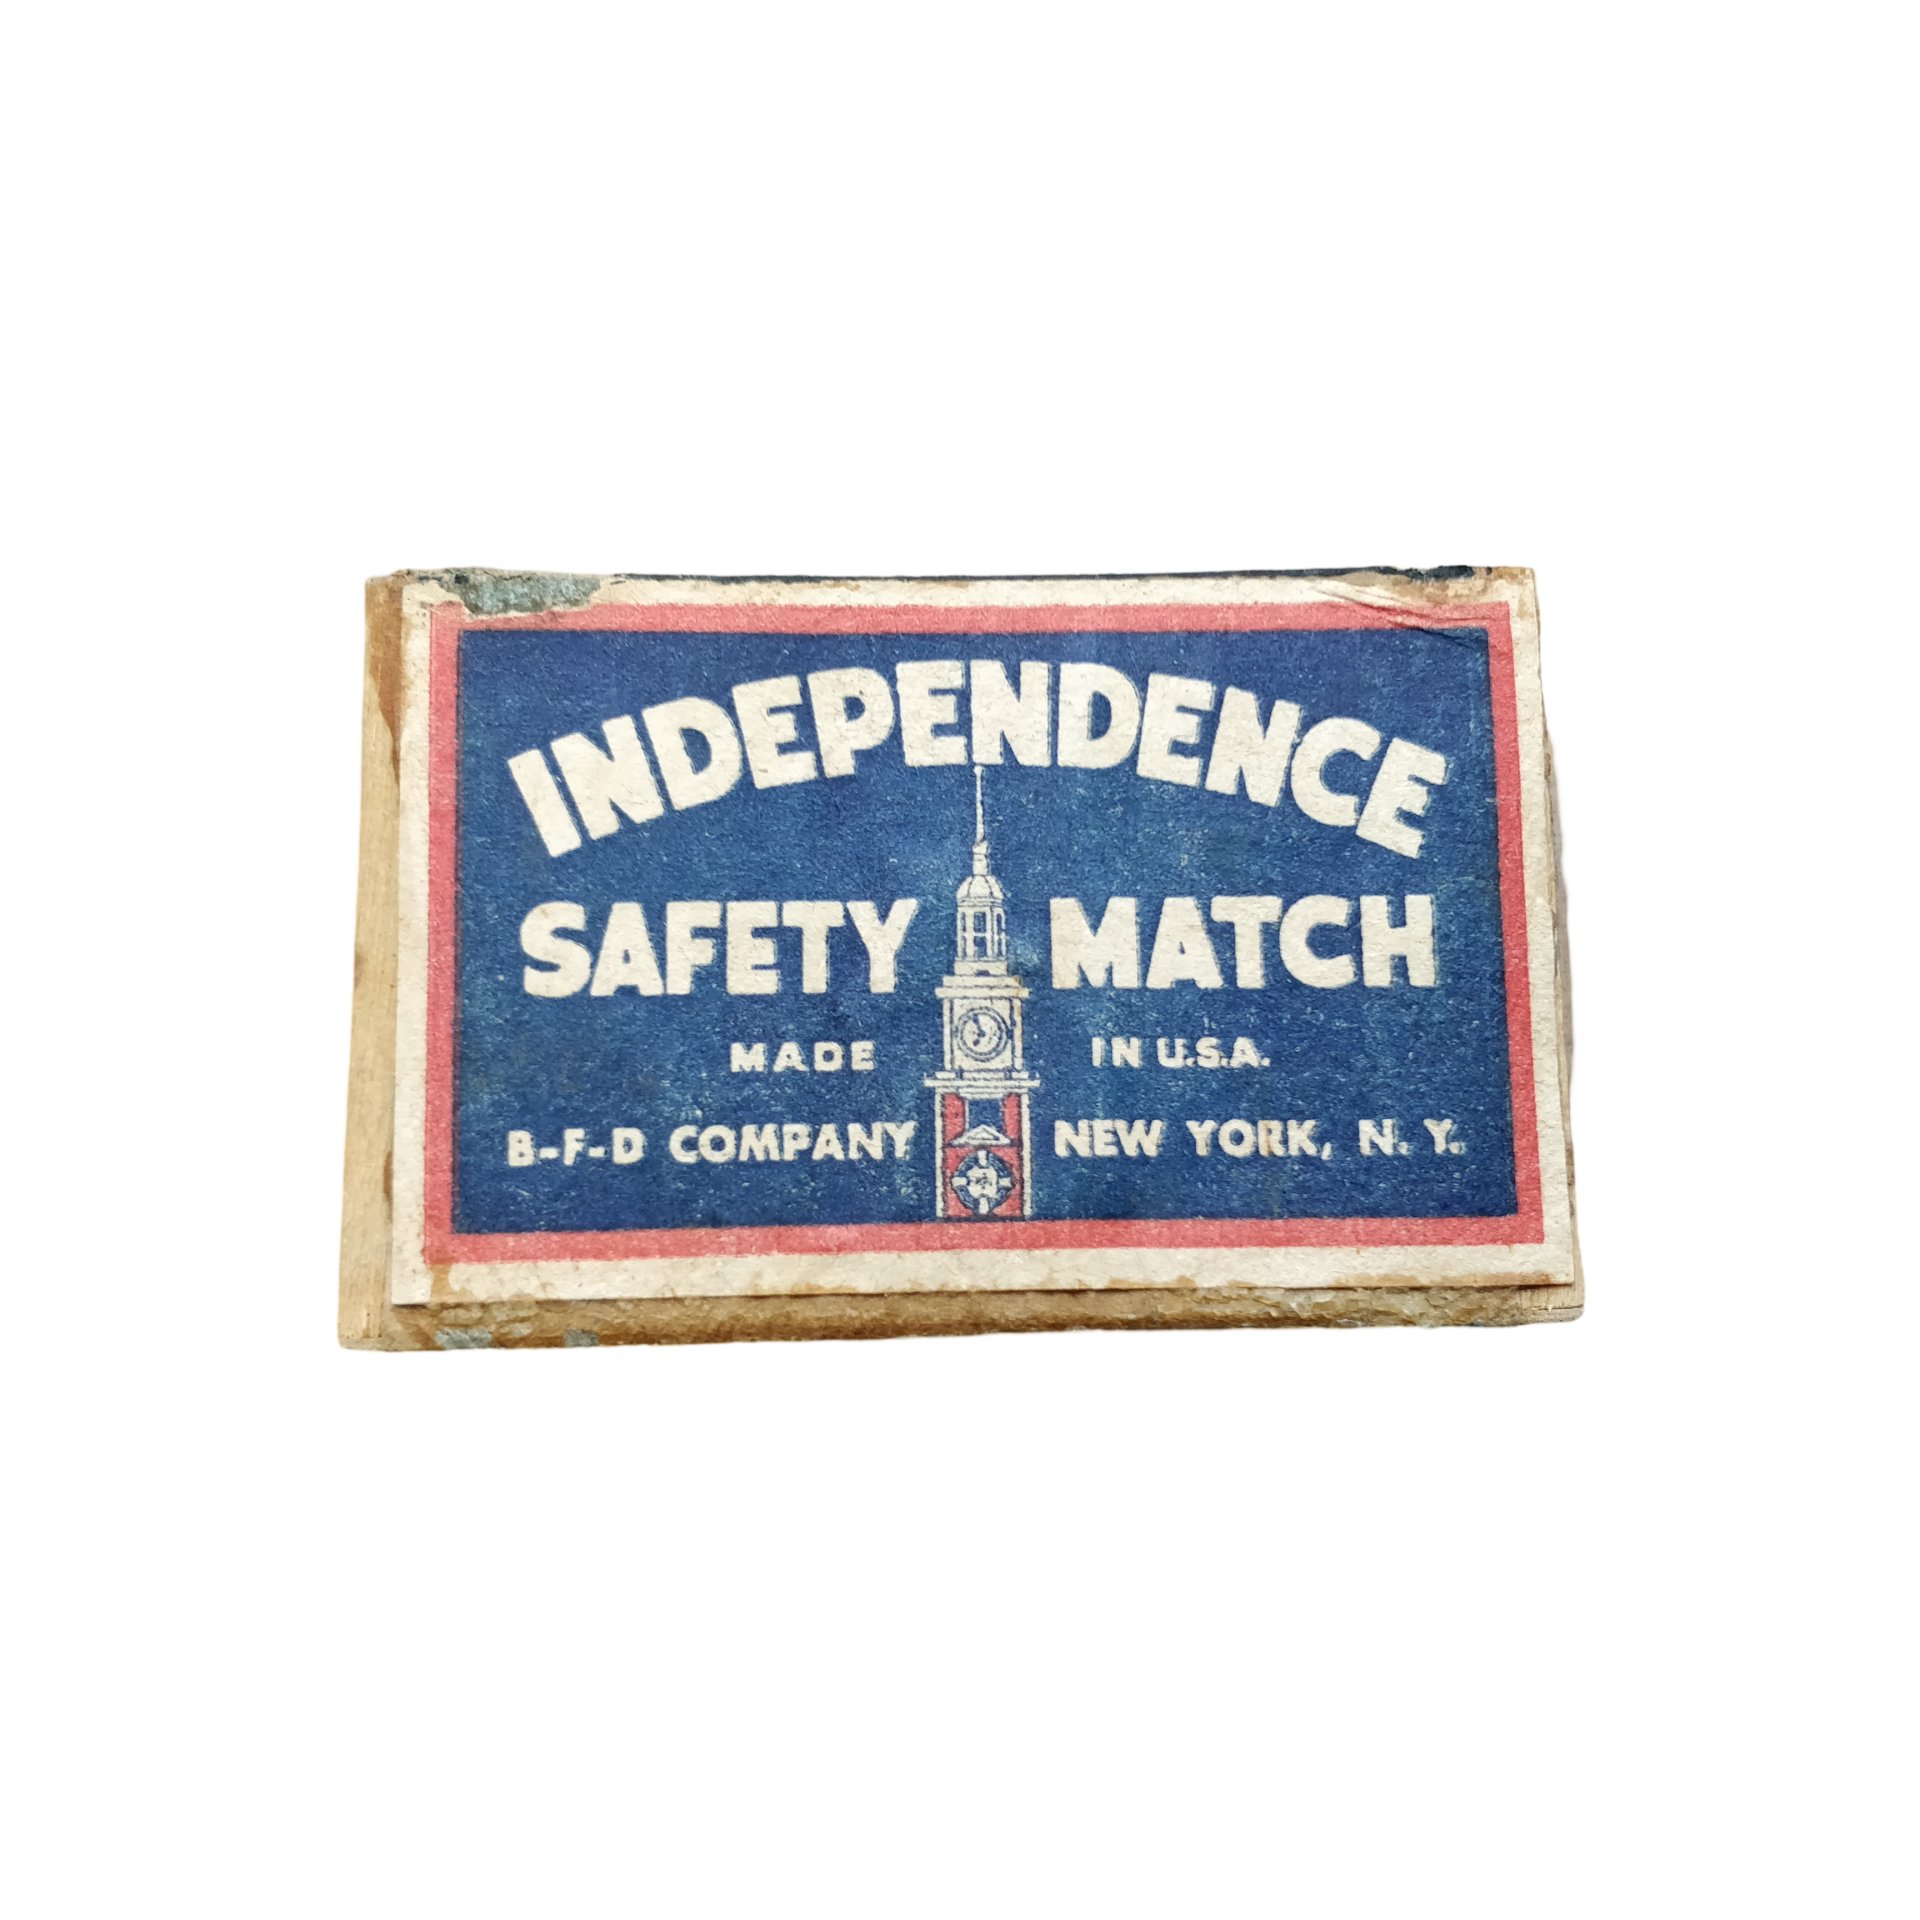 INDEPENDENCE
SAFETY MATCH
MADE IN U.S.A.
B-F-D COMPANY NEW YORK, N. Y.